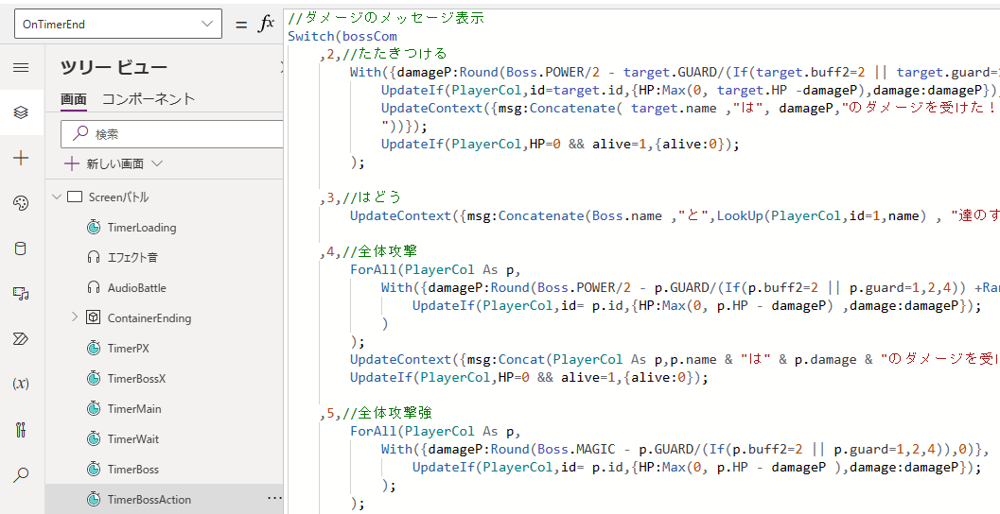 OnTimerEnd
= fx
ツリー ビュー
画面 コンポーネント
検索
新しい画面
Screenバトル
TimerLoading
エフェクト音
AudioBattle
ContainerEnding
TimerPX
TimerBossX
TimerMain
TimerWait
TimerBoss
TimerBossAction ...
(x)
//ダメージのメッセージ表示
Switch(bossCom
,2,//たたきつける
With({damageP:Round(Boss.POWER/2 - target.GUARD/(If(target.buff2=2 || target.guard=1
UpdateIf(PlayerCol,id=target.id,{HP:Max(0, target.HP -damageP),damage:damageP});
UpdateContext({msg:Concatenate( target.name ,"は", damageP,"のダメージを受けた！
"))});
UpdateIf(PlayerCol,HP=0 && alive=1,{alive:0});
);
,3,//はどう
UpdateContext({msg:Concatenate(Boss.name ,"と",LookUp(PlayerCol,id=1,name) , "達のす
,4,//全体攻撃
ForAll(PlayerCol As p,
With({damageP:Round(Boss.POWER/2 - p.GUARD/(If(p.buff2=2 || p.guard=1,2,4)) +Ran
UpdateIf(PlayerCol,id= p.id,{HP:Max(0, p.HP - damageP) ,damage:damageP});
)
);
UpdateContext({msg:Concat(PlayerCol As p,p.name & "は" & p.damage & "のダメージを受け
UpdateIf(PlayerCol,HP=0 && alive=1,{alive:0});
,5,//全体攻撃強
ForAll(PlayerCol As p,
With({damageP:Round(Boss.MAGIC - p.GUARD/(If(p.buff2=2 || p.guard=1,2,4)),0)},
UpdateIf(PlayerCol,id= p.id,{HP:Max(0, p.HP - damageP ),damage:damageP});
);
);